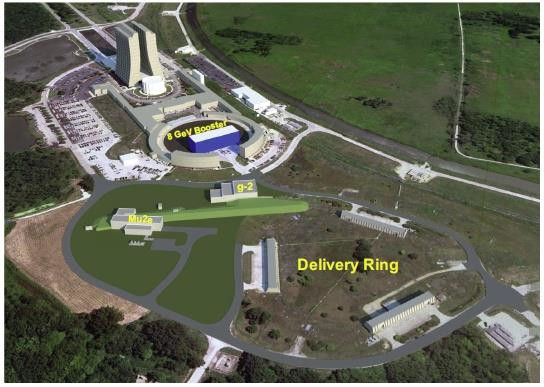 8 GeV Booster
g-2
Mu2e
Delivery Ring